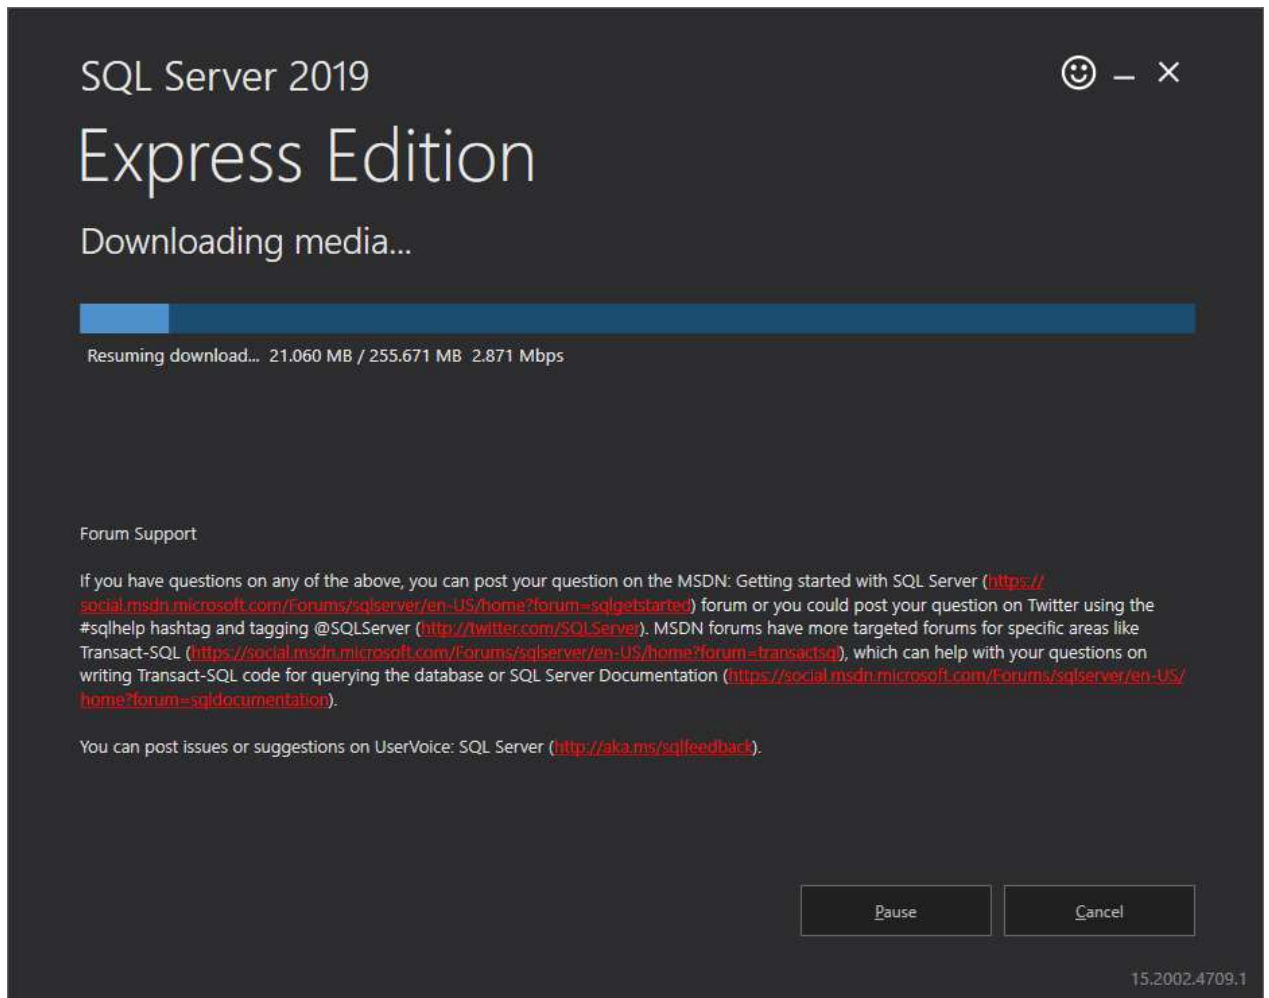 SQL Server 2019
Express Edition
Downloading media...
Resuming download... 21.060 MB / 255.671 MB 2.871 Mbps
Forum Support
If you have questions on any of the above, you can post your question on the MSDN: Getting started with SQL Server (https://
social.msdn.microsoft.com/Forums/sqlserver/en-US/home?forum=sqlgetstarted) forum or you could post your question on Twitter using the
#sqlhelp hashtag and tagging @SQLServer (http://twitter.com/SQLServer). MSDN forums have more targeted forums for specific areas like
Transact-SQL (https://social.msdn.microsoft.com/Forums/sqlserver/en-US/home?forum=transactsql), which can help with your questions on
writing Transact-SQL code for querying the database or SQL Server Documentation (https://social.msdn.microsoft.com/Forums/sqlserver/en-US/
home?forum=sqldocumentation).
You can post issues or suggestions on UserVoice: SQL Server (http://aka.ms/sqlfeedback).
Pause Cancel
15.2002.4709.1